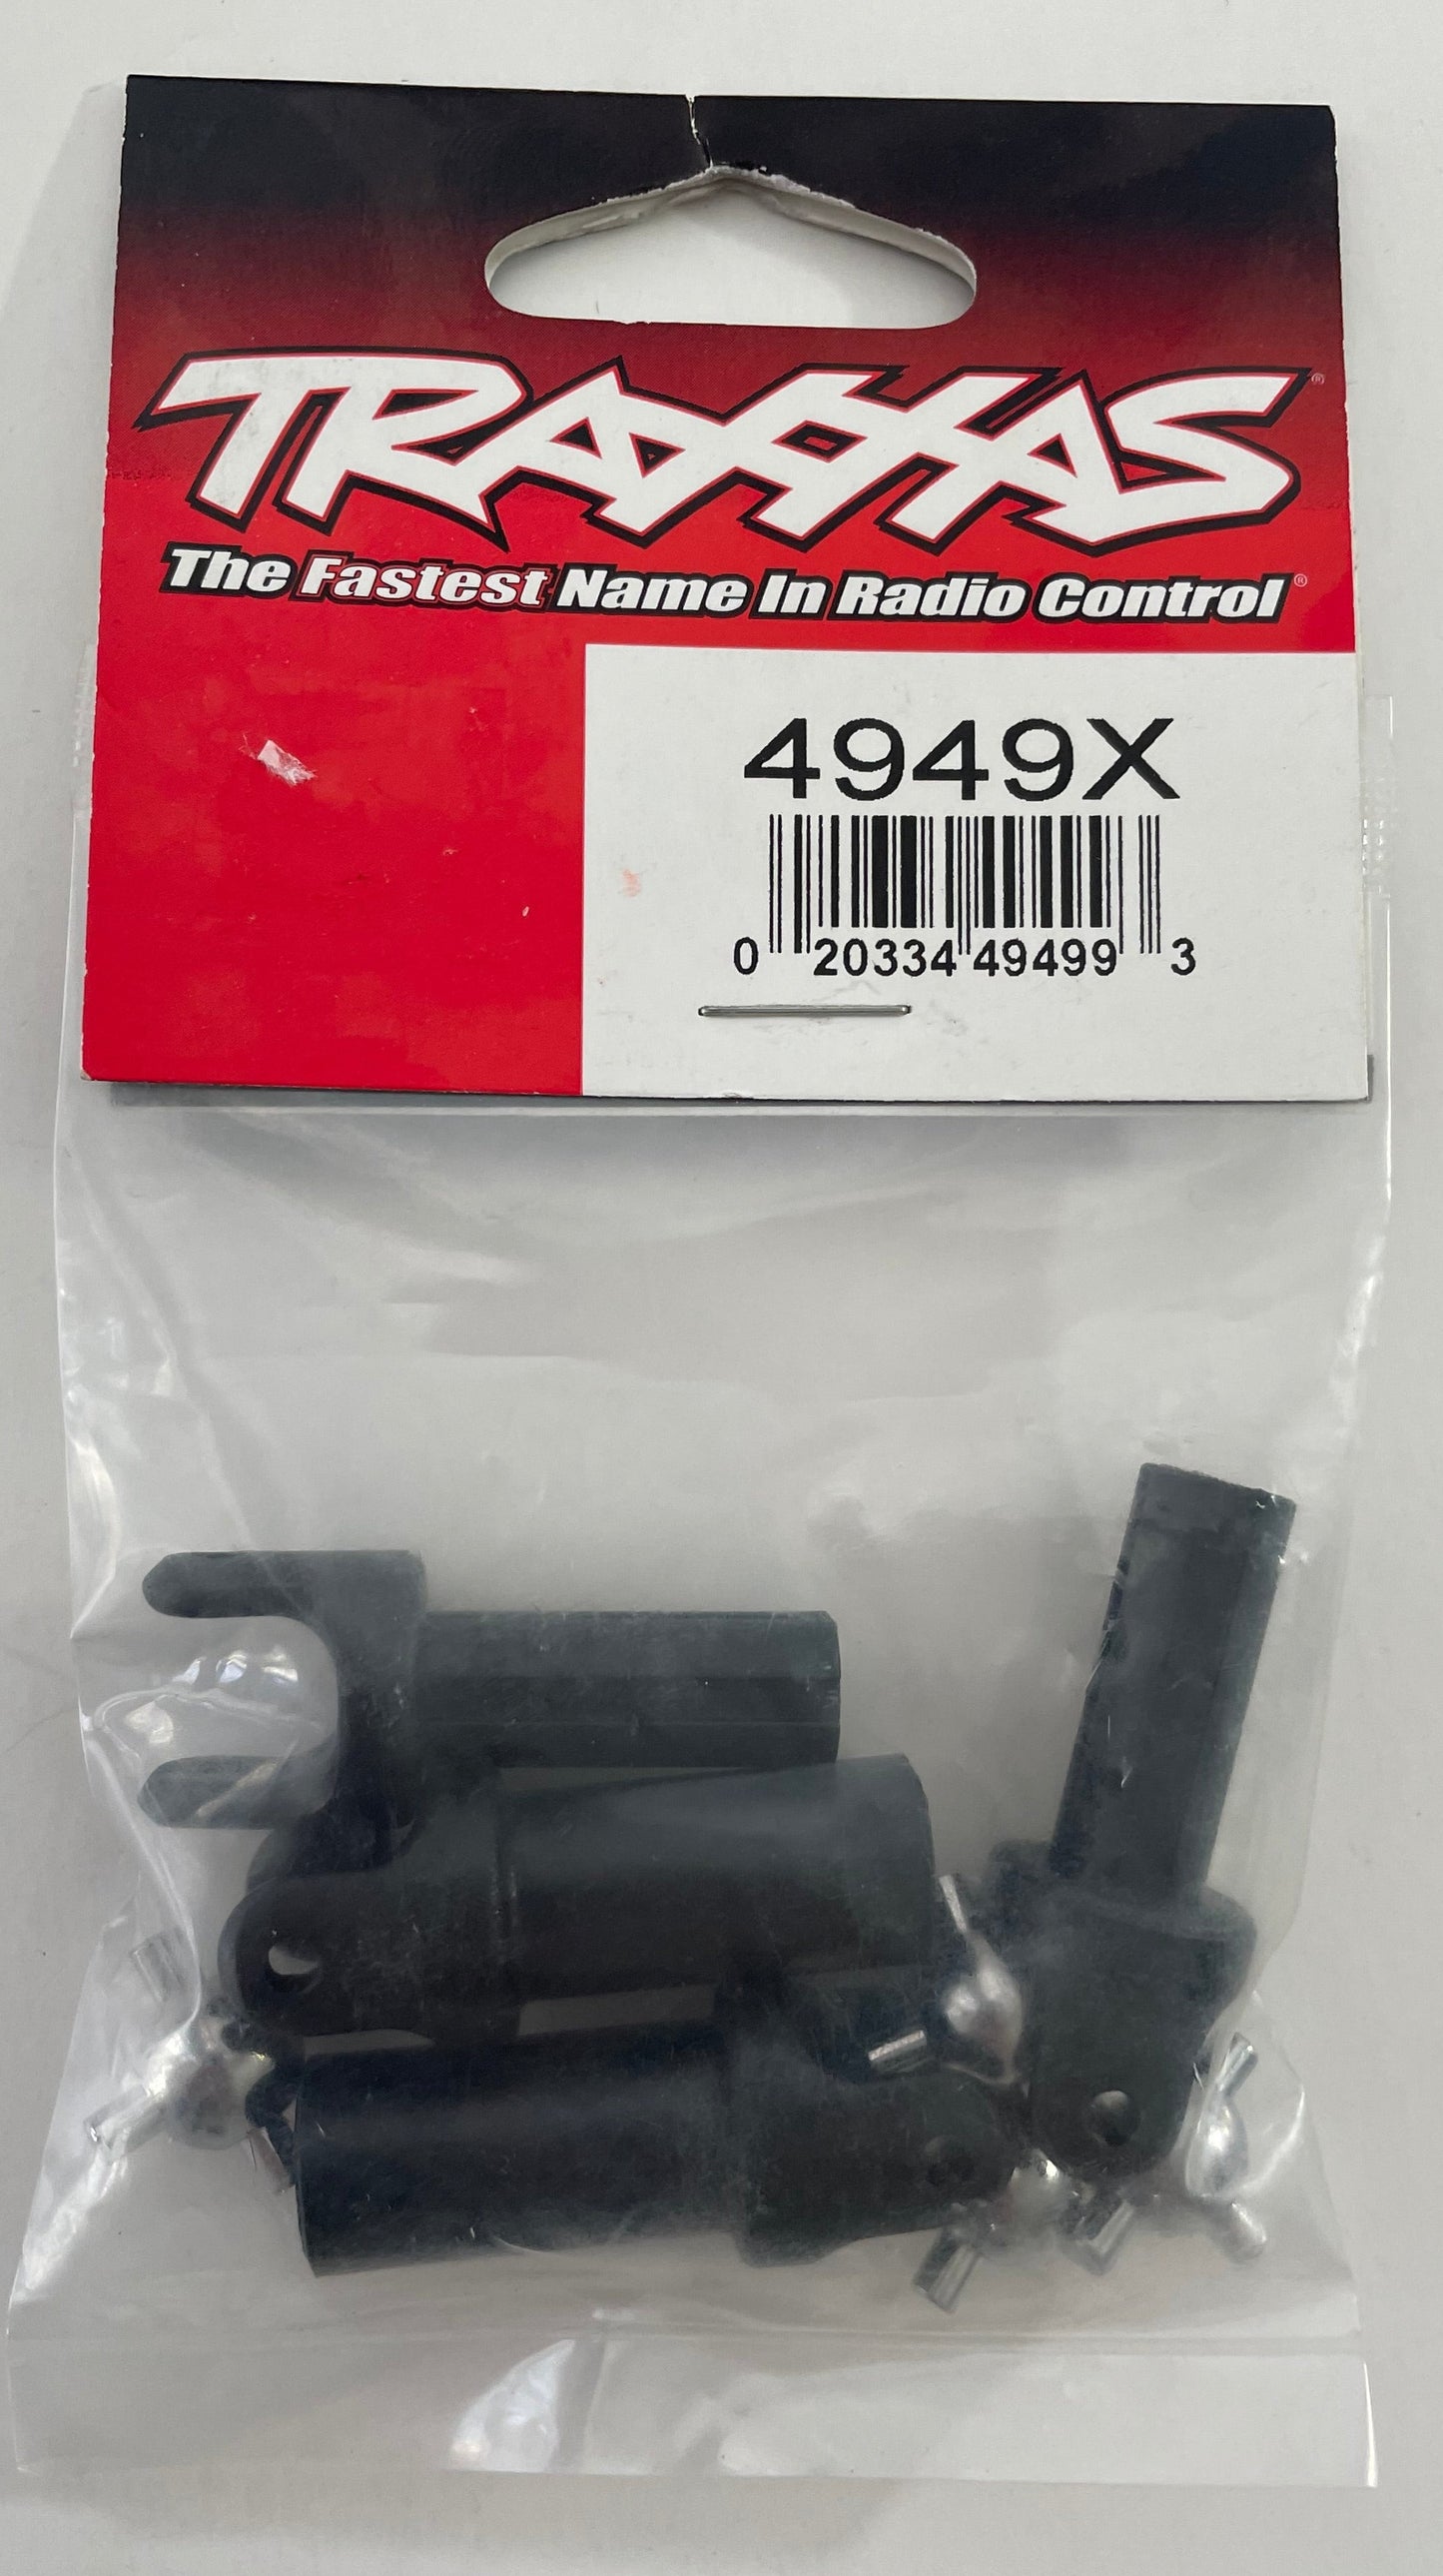 TRAXXAS®
The Fastest Name In Radio Control®
4949X
0 20334 49499 3